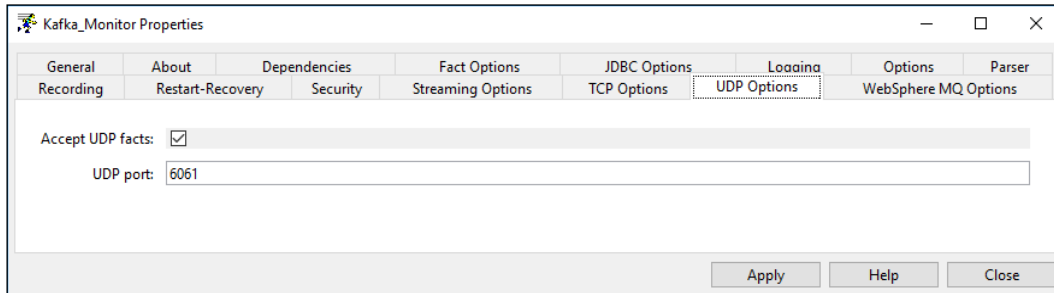 Kafka_Monitor Properties
General About Dependencies Fact Options JDBC Options Logging Options Parser
Recording Restart-Recovery Security Streaming Options TCP Options UDP Options WebSphere MQ Options
Accept UDP facts:
UDP port: 6061
Apply Help Close